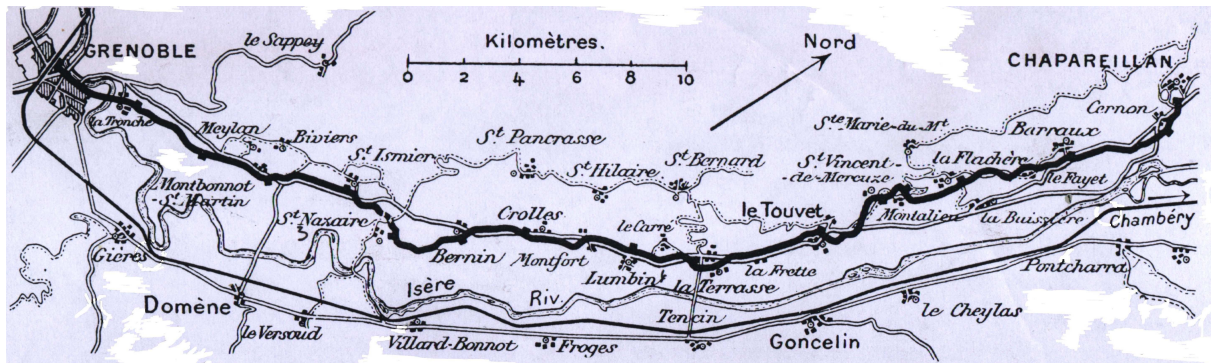 GRENOBLE
le Sappey
Kilomètres.
0 2 4 6 8 10
Nord
CHAPAREILLAN
Cernon
la Tronche
Meylan
Biviers
St Ismier
St Pancrasse
St Hilaire
St Bernard
Ste Marie-du-Mt
Barraux
St Vincent-
-de-Mercuze
la Flachère
le Fayet
Montbonnot
-St Martin
St Nazaire
Bernin
Crolles
Montfort
le Carre
Lumbin
la Terrasse
le Touvet
la Frette
Montalieu
la Buissière
Chambéry
Gières
Domène
le Versoud
Isère
Riv.
Villard-Bonnot
Froges
Tencin
Goncelin
le Cheylas
Pontcharra